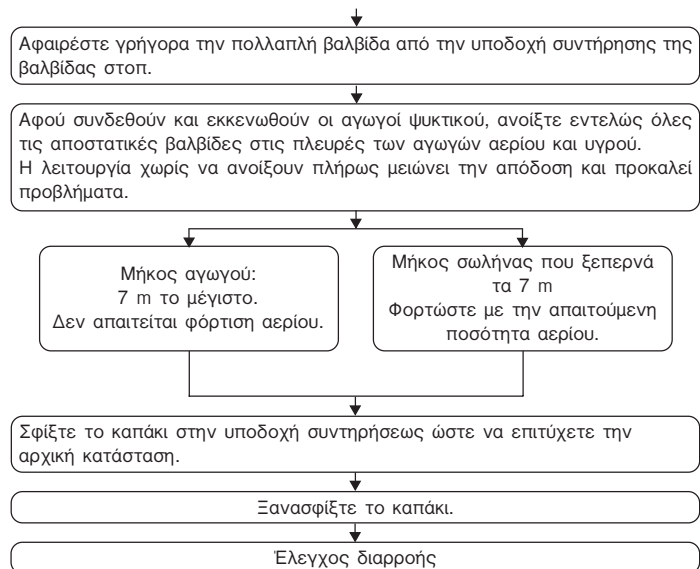 Αφαιρέστε γρήγορα την πολλαπλή βαλβίδα από την υποδοχή συντήρησης της
βαλβίδας στοπ.
Αφού συνδεθούν και εκκενωθούν οι αγωγοί ψυκτικού, ανοίξτε εντελώς όλες
τις αποστατικές βαλβίδες στις πλευρές των αγωγών αερίου και υγρού.
Η λειτουργία χωρίς να ανοίξουν πλήρως μειώνει την απόδοση και προκαλεί
προβλήματα.
Μήκος αγωγού:
7 m το μέγιστο.
Δεν απαιτείται φόρτιση αερίου.
Μήκος σωλήνας που ξεπερνά
τα 7 m
Φορτώστε με την απαιτούμενη
ποσότητα αερίου.
Σφίξτε το καπάκι στην υποδοχή συντηρήσεως ώστε να επιτύχετε την
αρχική κατάσταση.
Ξανασφίξτε το καπάκι.
Έλεγχος διαρροής